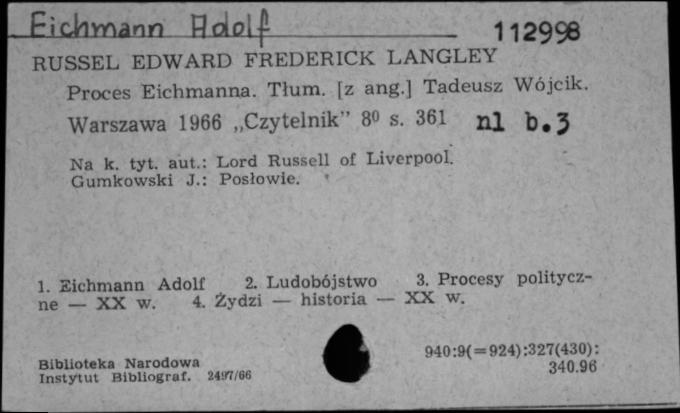 Eichmann Adolf 112998
RUSSEL EDWARD FREDERICK LANGLEY
Proces Eichmanna. Tłum. [z ang.] Tadeusz Wójcik.
Warszawa 1966 „Czytelnik” 8⁰ s. 361 nl b.3
Na k. tyt. aut.: Lord Russell of Liverpool.
Gumkowski J.: Posłowie.
1. Eichmann Adolf 2. Ludobójstwo 3. Procesy politycz-
ne — XX w. 4. Żydzi — historia — XX w.
Biblioteka Narodowa
Instytut Bibliograf. 2497/66
940:9(=924):327(430):
340.96